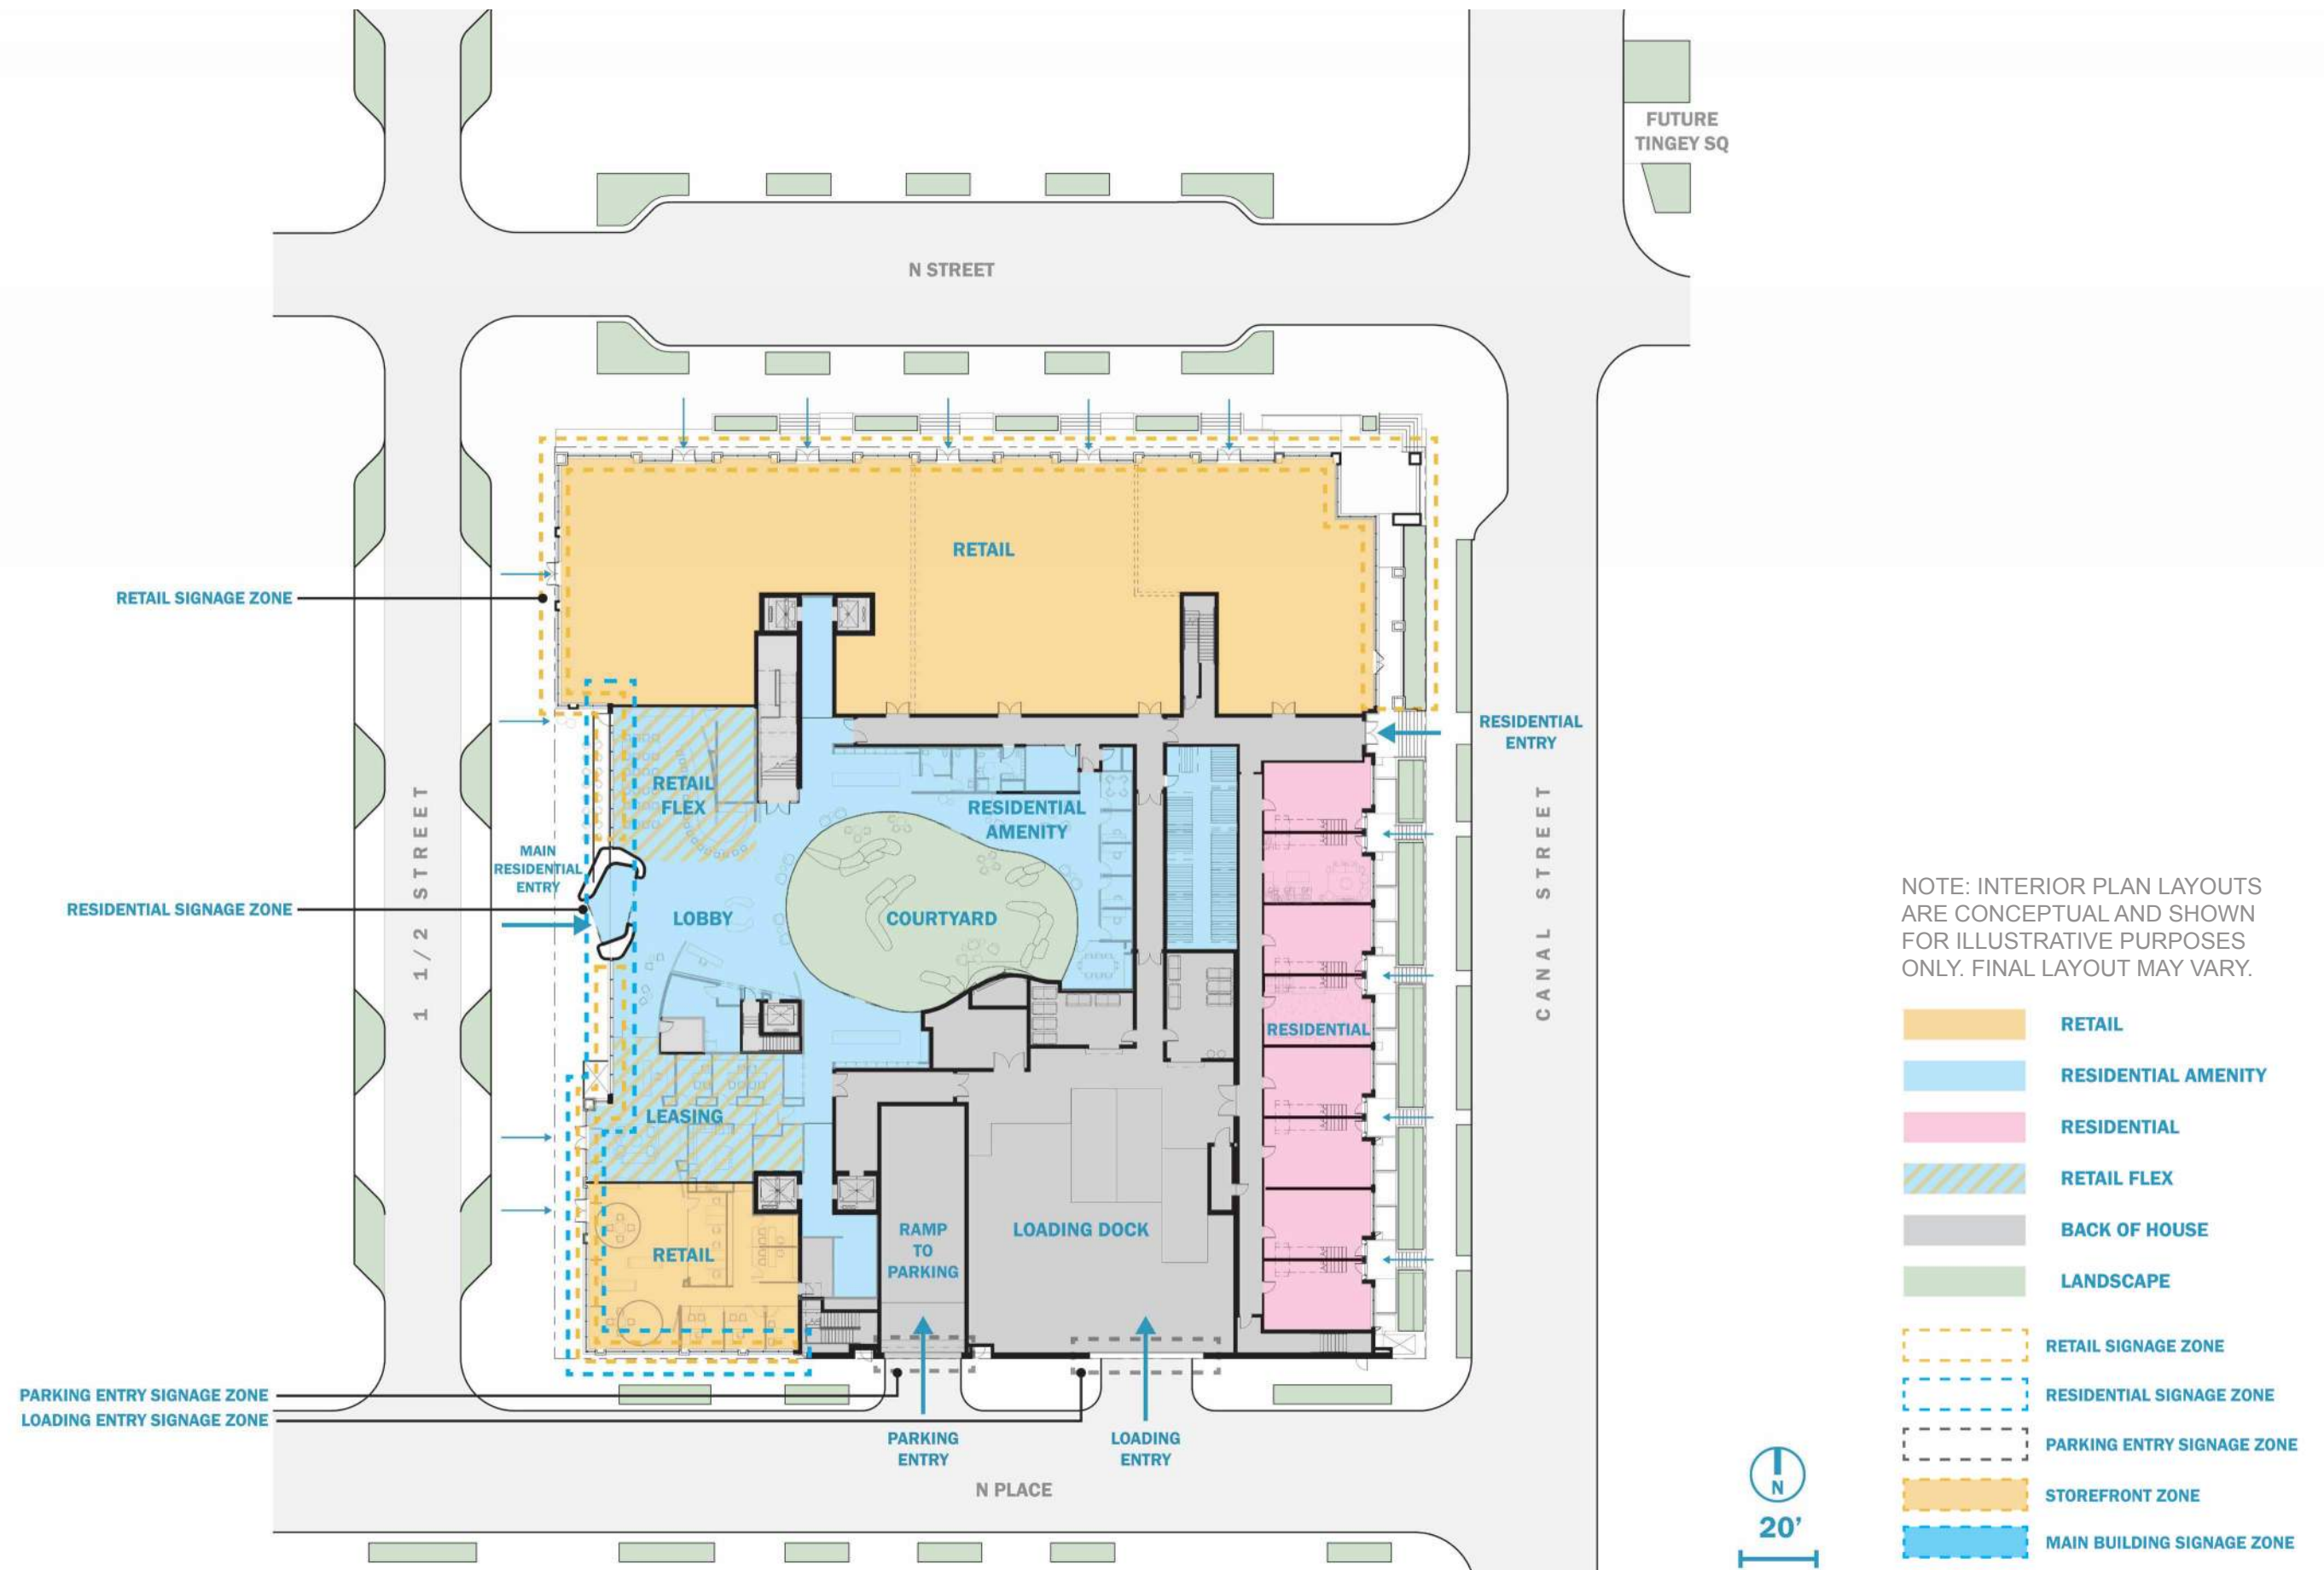 FUTURE
TINGEY SQ
N STREET
RETAIL
RETAIL SIGNAGE ZONE
RESIDENTIAL
ENTRY
RETAIL
FLEX
RESIDENTIAL
AMENITY
1 1/2 STREET
CANAL STREET
MAIN
RESIDENTIAL
ENTRY
RESIDENTIAL SIGNAGE ZONE
LOBBY
COURTYARD
RESIDENTIAL
LEASING
RETAIL
RAMP
TO
PARKING
LOADING DOCK
PARKING ENTRY SIGNAGE ZONE
LOADING ENTRY SIGNAGE ZONE
PARKING
ENTRY
LOADING
ENTRY
N PLACE
NOTE: INTERIOR PLAN LAYOUTS
ARE CONCEPTUAL AND SHOWN
FOR ILLUSTRATIVE PURPOSES
ONLY. FINAL LAYOUT MAY VARY.
RETAIL
RESIDENTIAL AMENITY
RESIDENTIAL
RETAIL FLEX
BACK OF HOUSE
LANDSCAPE
RETAIL SIGNAGE ZONE
RESIDENTIAL SIGNAGE ZONE
PARKING ENTRY SIGNAGE ZONE
STOREFRONT ZONE
MAIN BUILDING SIGNAGE ZONE
N
20'